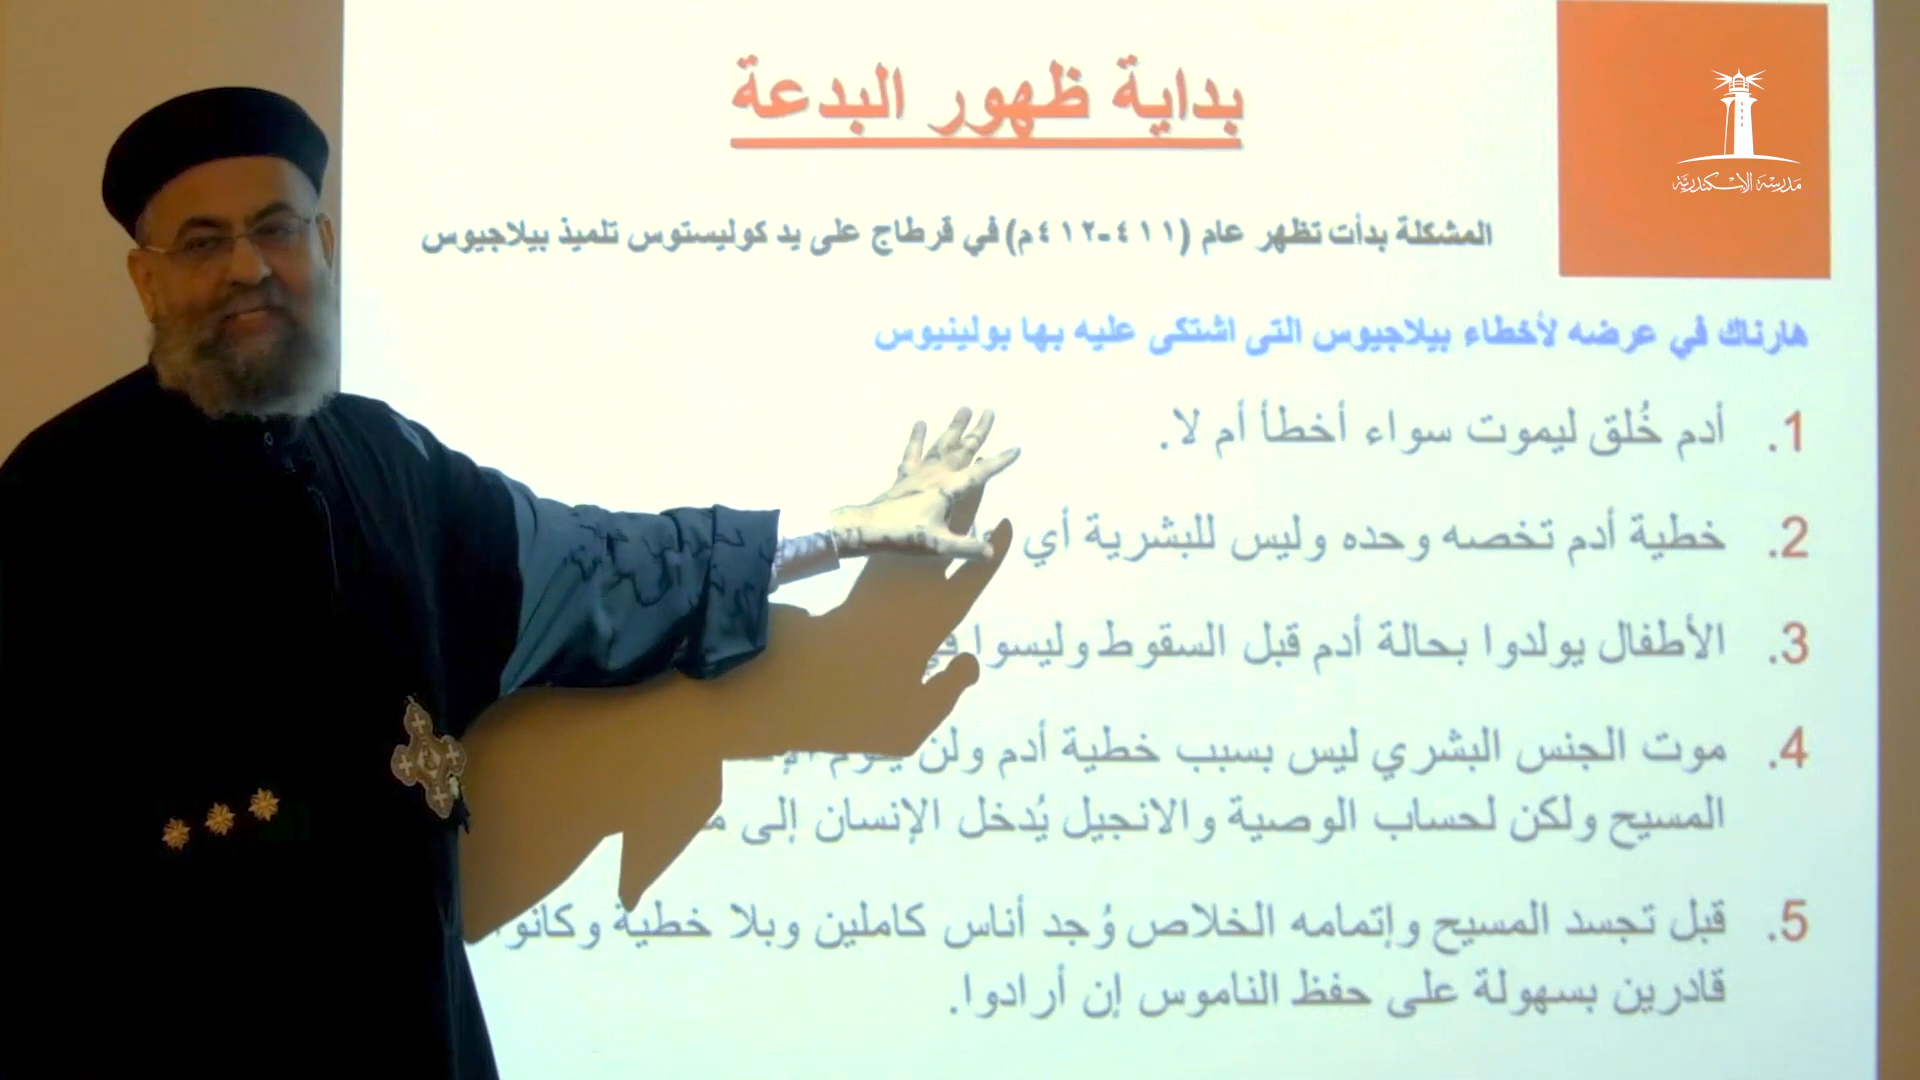 بداية ظهور البدعة
مدرسة الإسكندرية
المشكلة بدأت تظهر عام (٤١١-٤١٢م) في قرطاج على يد كوليستوس تلميذ بيلاجيوس
هارناك في عرضه لأخطاء بيلاجيوس التى اشتكى عليه بها بولينيوس
1. أدم خُلق ليموت سواء أخطأ أم لا.
2. خطية أدم تخصه وحده وليس للبشرية أي
3. الأطفال يولدوا بحالة أدم قبل السقوط وليسوا
4. موت الجنس البشري ليس بسبب خطية أدم ولن
المسيح ولكن لحساب الوصية والانجيل يُدخل الإنسان إلى
5. قبل تجسد المسيح وإتمامه الخلاص وُجد أناس كاملين وبلا خطية وكانوا
قادرين بسهولة على حفظ الناموس إن أرادوا.